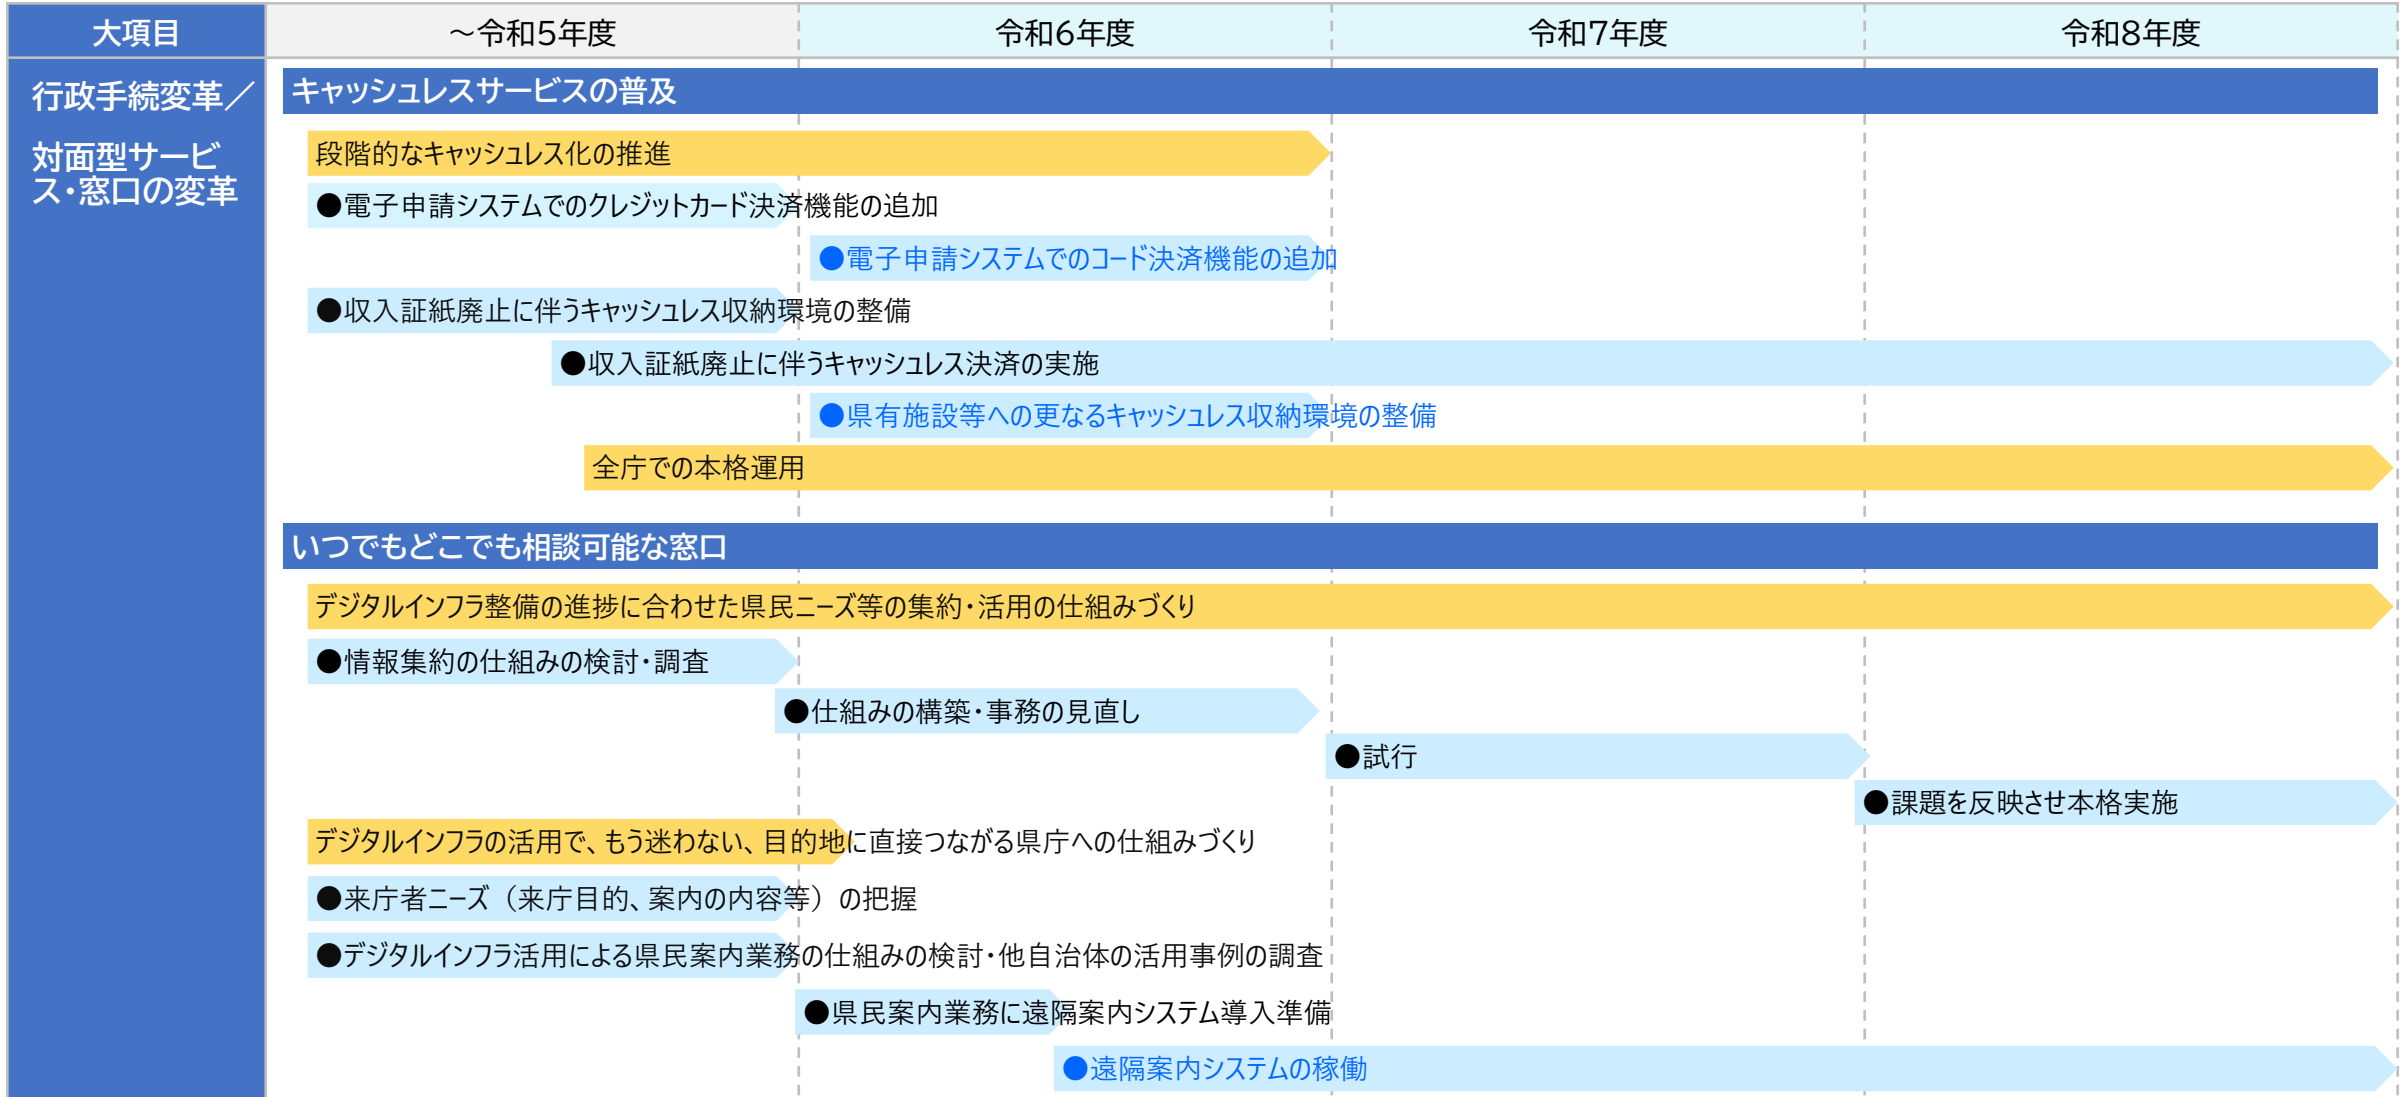 大項目
～令和5年度
令和6年度
令和7年度
令和8年度
行政手続変革／
対面型サービ
ス・窓口の変革
キャッシュレスサービスの普及
段階的なキャッシュレス化の推進
●電子申請システムでのクレジットカード決済機能の追加
●電子申請システムでのコード決済機能の追加
●収入証紙廃止に伴うキャッシュレス収納環境の整備
●収入証紙廃止に伴うキャッシュレス決済の実施
●県有施設等への更なるキャッシュレス収納環境の整備
全庁での本格運用
いつでもどこでも相談可能な窓口
デジタルインフラ整備の進捗に合わせた県民ニーズ等の集約・活用の仕組みづくり
●情報集約の仕組みの検討・調査
●仕組みの構築・事務の見直し
●試行
●課題を反映させ本格実施
デジタルインフラの活用で、もう迷わない、目的地に直接つながる県庁への仕組みづくり
●来庁者ニーズ（来庁目的、案内の内容等）の把握
●デジタルインフラ活用による県民案内業務の仕組みの検討・他自治体の活用事例の調査
●県民案内業務に遠隔案内システム導入準備
●遠隔案内システムの稼働